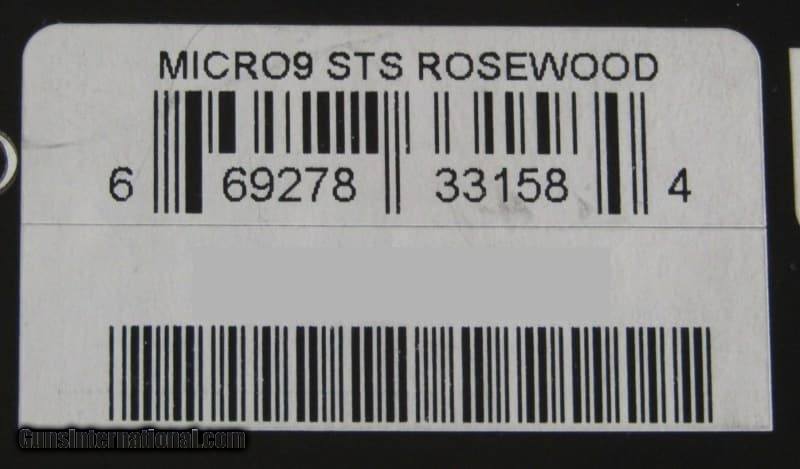 MICRO9 STS ROSEWOOD
6 69278 33158 4
GunsInternational.com